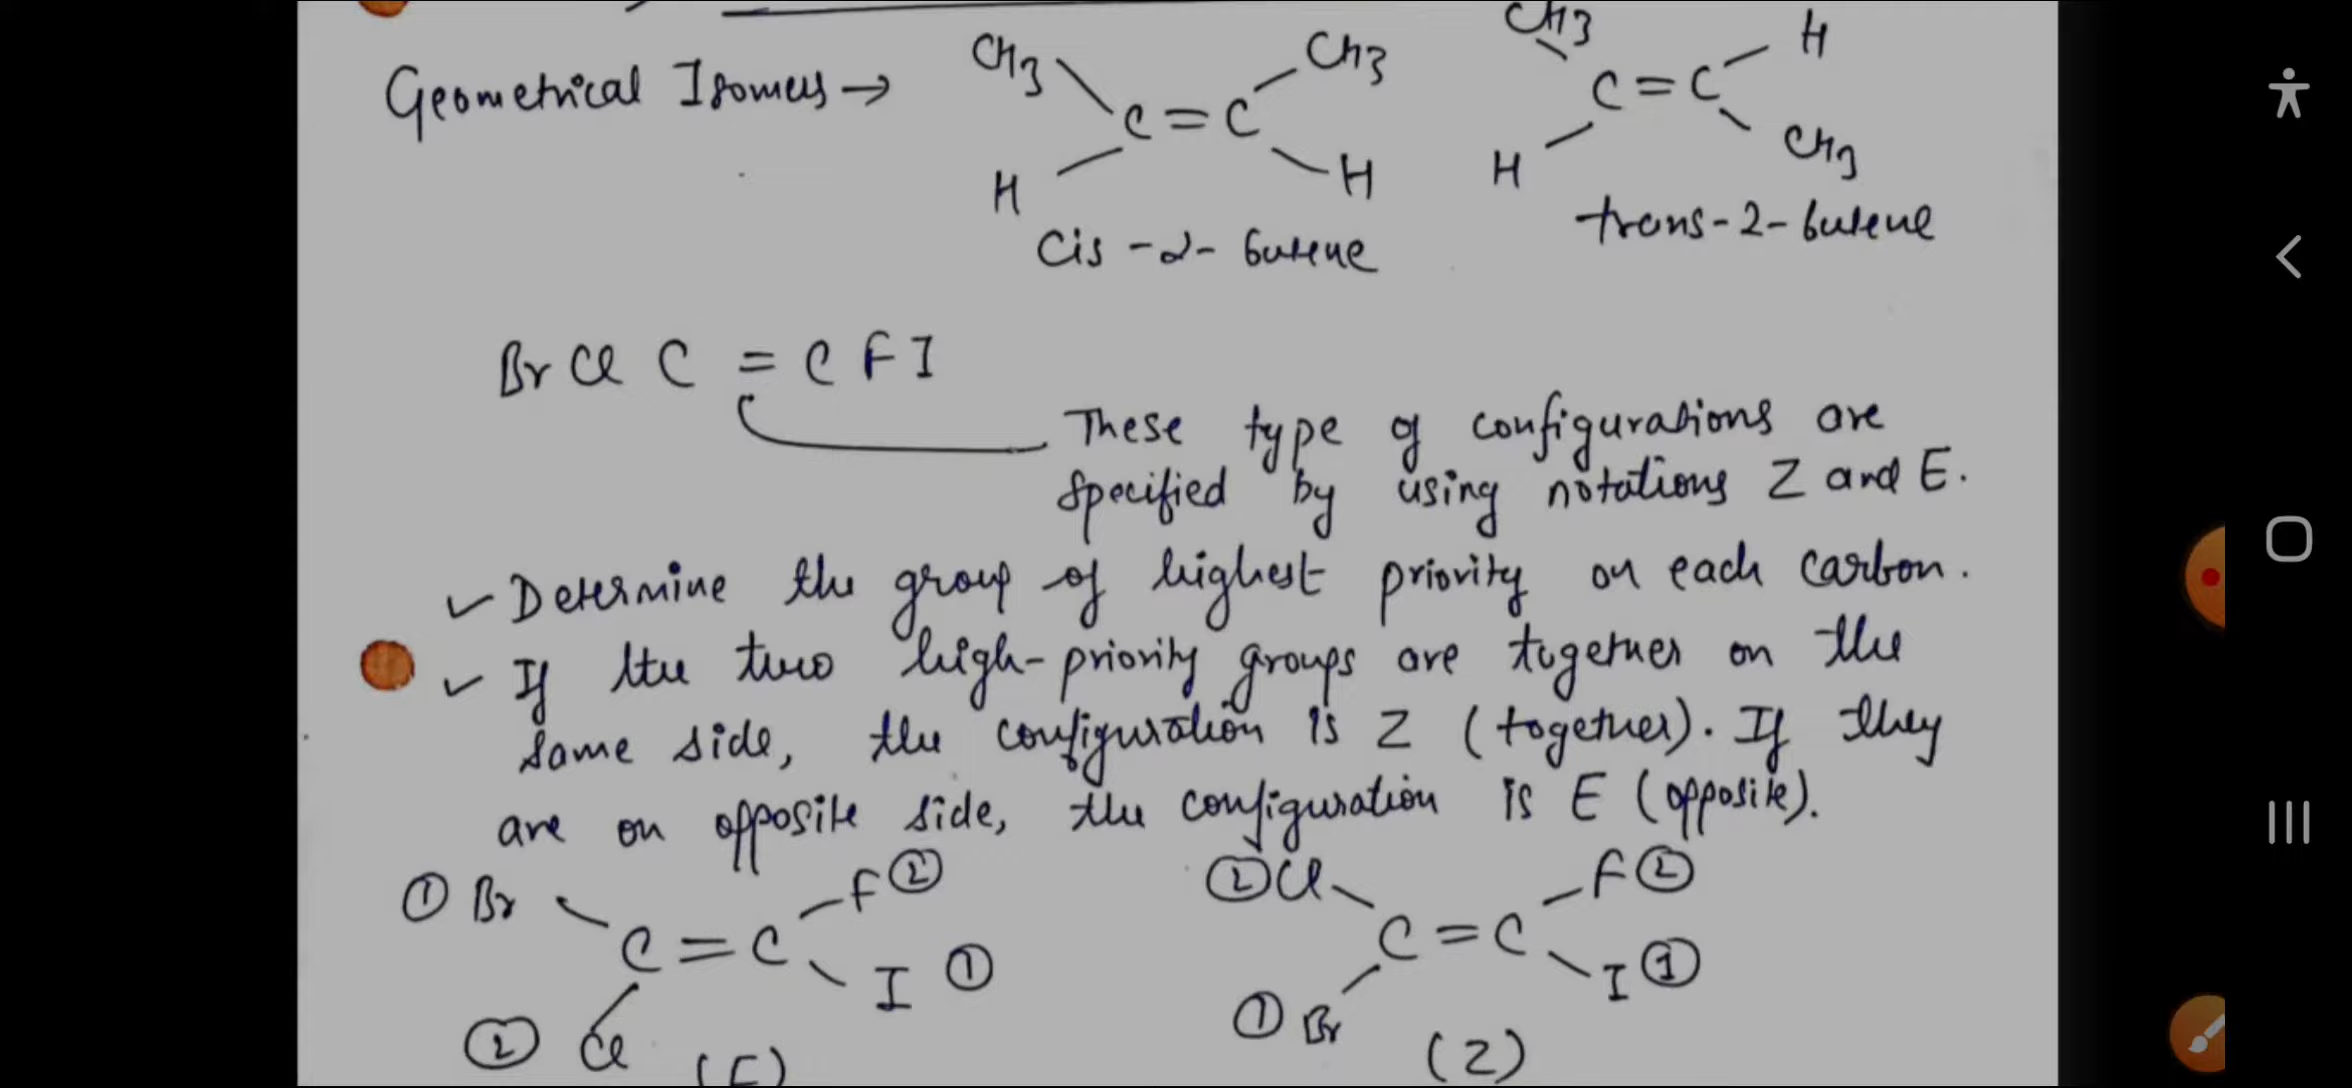 CH3 CH3 CH3 H
Geometrical Isomers → C = C C = C
H H H CH3
Cis-2-butene trans-2-butene
Br Cl C = C F I
These type of configurations are
specified by using notations Z and E.
✓ Determine the group of highest priority on each carbon.
✓ If the two high-priority groups are together on the
same side, the configuration is Z (together). If they
are on opposite side, the configuration is E (opposite).
① Br F ② ② Cl F ②
C = C C = C
I ① I ①
② Cl ① Br
(E) (Z)